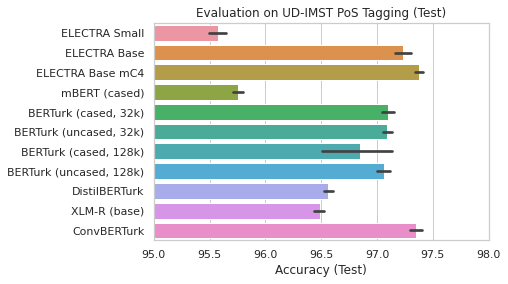 Evaluation on UD-IMST PoS Tagging (Test)
ELECTRA Small
ELECTRA Base
ELECTRA Base mC4
mBERT (cased)
BERTurk (cased, 32k)
BERTurk (uncased, 32k)
BERTurk (cased, 128k)
BERTurk (uncased, 128k)
DistilBERTurk
XLM-R (base)
ConvBERTurk
95.0 95.5 96.0 96.5 97.0 97.5 98.0
Accuracy (Test)